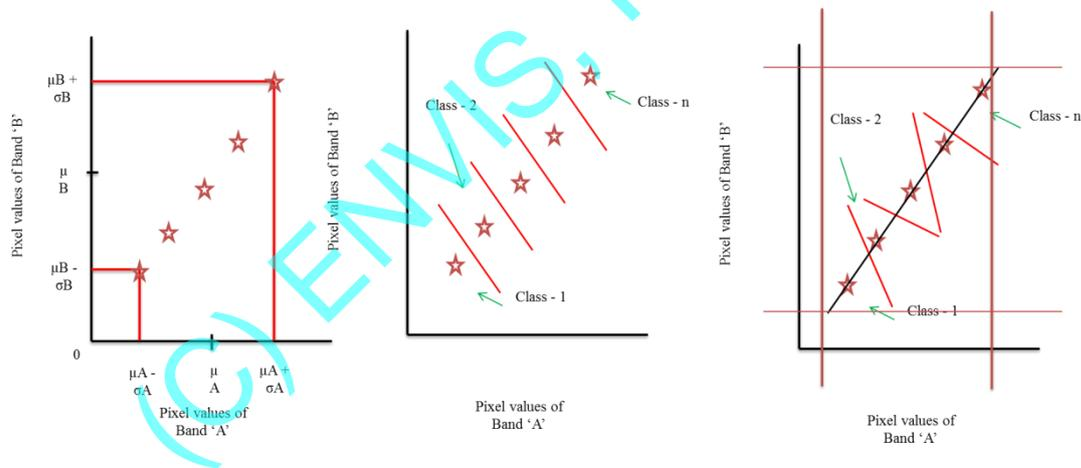 Pixel values of Band ‘B’
µB +
σB
µ
B
µB -
σB
0
µA -
σA
µ
A
µA +
σA
Pixel values of
Band ‘A’
Pixel values of Band ‘B’
Class - 2
Class - n
Class - 1
Pixel values of
Band ‘A’
Pixel values of Band ‘B’
Class - 2
Class - n
Class - 1
Pixel values of
Band ‘A’
(C) ENVIS,